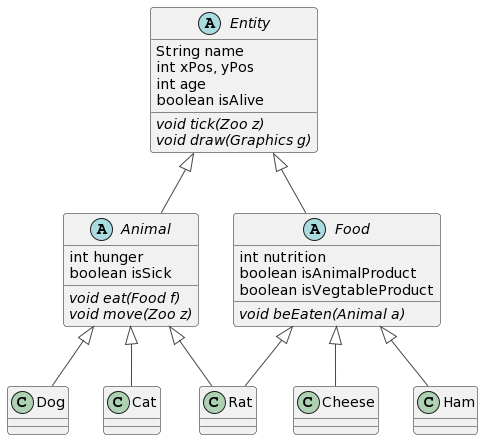 A Entity
String name
int xPos, yPos
int age
boolean isAlive
void tick(Zoo z)
void draw(Graphics g)
A Animal
int hunger
boolean isSick
void eat(Food f)
void move(Zoo z)
A Food
int nutrition
boolean isAnimalProduct
boolean isVegtableProduct
void beEaten(Animal a)
C Dog
C Cat
C Rat
C Cheese
C Ham